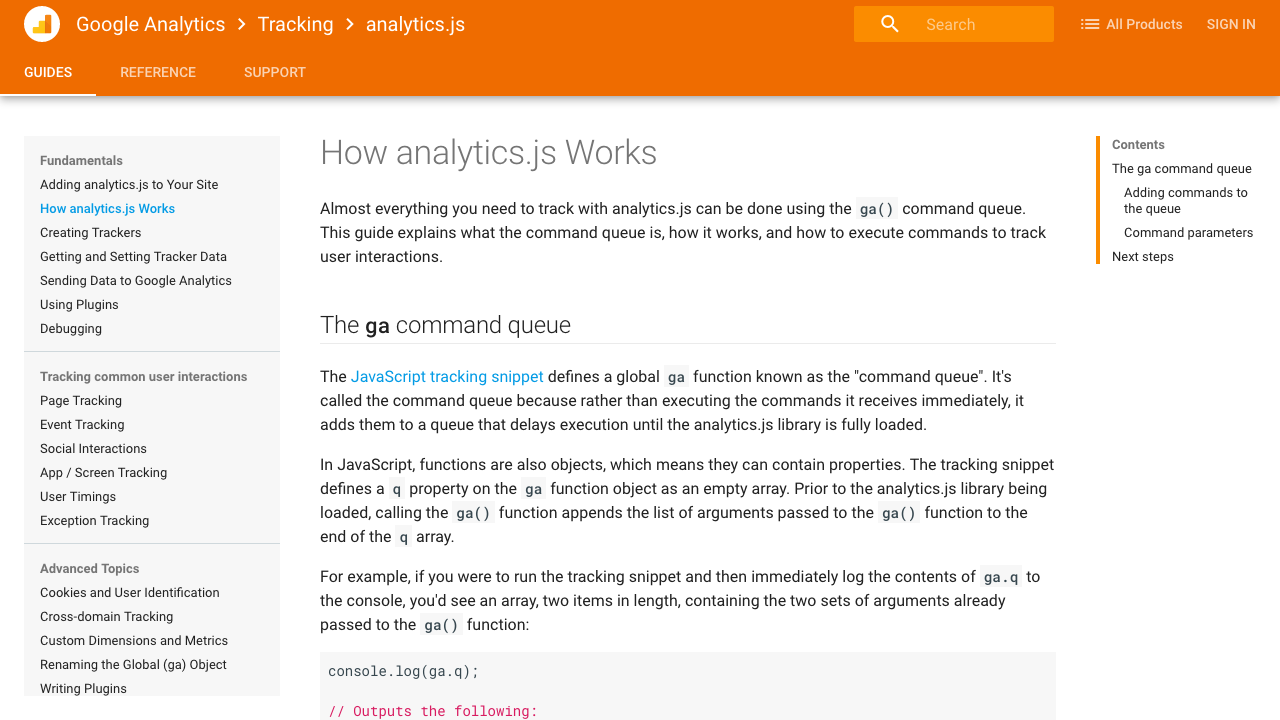 Google Analytics > Tracking > analytics.js
Search
All Products
SIGN IN
GUIDES
REFERENCE
SUPPORT
Fundamentals
Adding analytics.js to Your Site
How analytics.js Works
Creating Trackers
Getting and Setting Tracker Data
Sending Data to Google Analytics
Using Plugins
Debugging
Tracking common user interactions
Page Tracking
Event Tracking
Social Interactions
App / Screen Tracking
User Timings
Exception Tracking
Advanced Topics
Cookies and User Identification
Cross-domain Tracking
Custom Dimensions and Metrics
Renaming the Global (ga) Object
Writing Plugins
How analytics.js Works
Almost everything you need to track with analytics.js can be done using the ga() command queue.
This guide explains what the command queue is, how it works, and how to execute commands to track
user interactions.
The ga command queue
The JavaScript tracking snippet defines a global ga function known as the "command queue". It's
called the command queue because rather than executing the commands it receives immediately, it
adds them to a queue that delays execution until the analytics.js library is fully loaded.
In JavaScript, functions are also objects, which means they can contain properties. The tracking snippet
defines a q property on the ga function object as an empty array. Prior to the analytics.js library being
loaded, calling the ga() function appends the list of arguments passed to the ga() function to the
end of the q array.
For example, if you were to run the tracking snippet and then immediately log the contents of ga.q to
the console, you'd see an array, two items in length, containing the two sets of arguments already
passed to the ga() function:
console.log(ga.q);
// Outputs the following:
Contents
The ga command queue
Adding commands to
the queue
Command parameters
Next steps